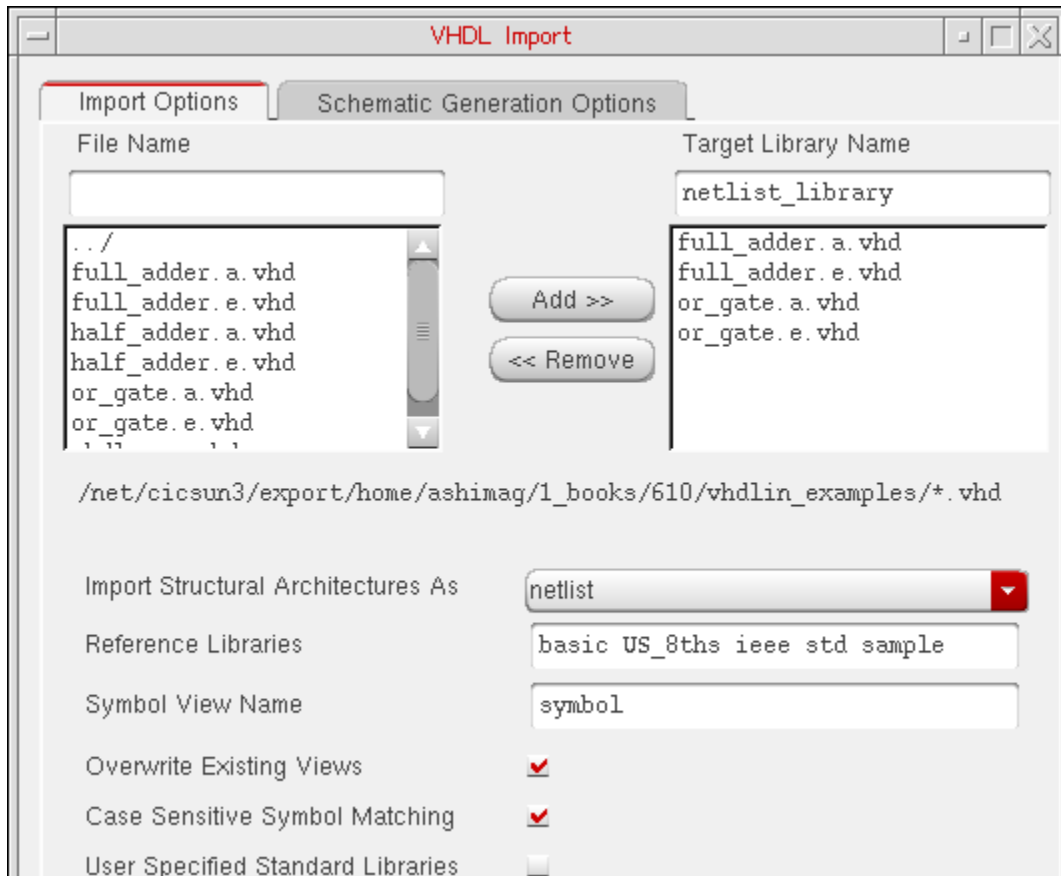 VHDL Import
Import Options
Schematic Generation Options
File Name
Target Library Name
netlist_library
../
full_adder.a.vhd
full_adder.e.vhd
half_adder.a.vhd
half_adder.e.vhd
or_gate.a.vhd
or_gate.e.vhd
Add >>
<< Remove
full_adder.a.vhd
full_adder.e.vhd
or_gate.a.vhd
or_gate.e.vhd
/net/cicsun3/export/home/ashimag/1_books/610/vhdlin_examples/*.vhd
Import Structural Architectures As
netlist
Reference Libraries
basic US_8ths ieee std sample
Symbol View Name
symbol
Overwrite Existing Views
Case Sensitive Symbol Matching
User Specified Standard Libraries